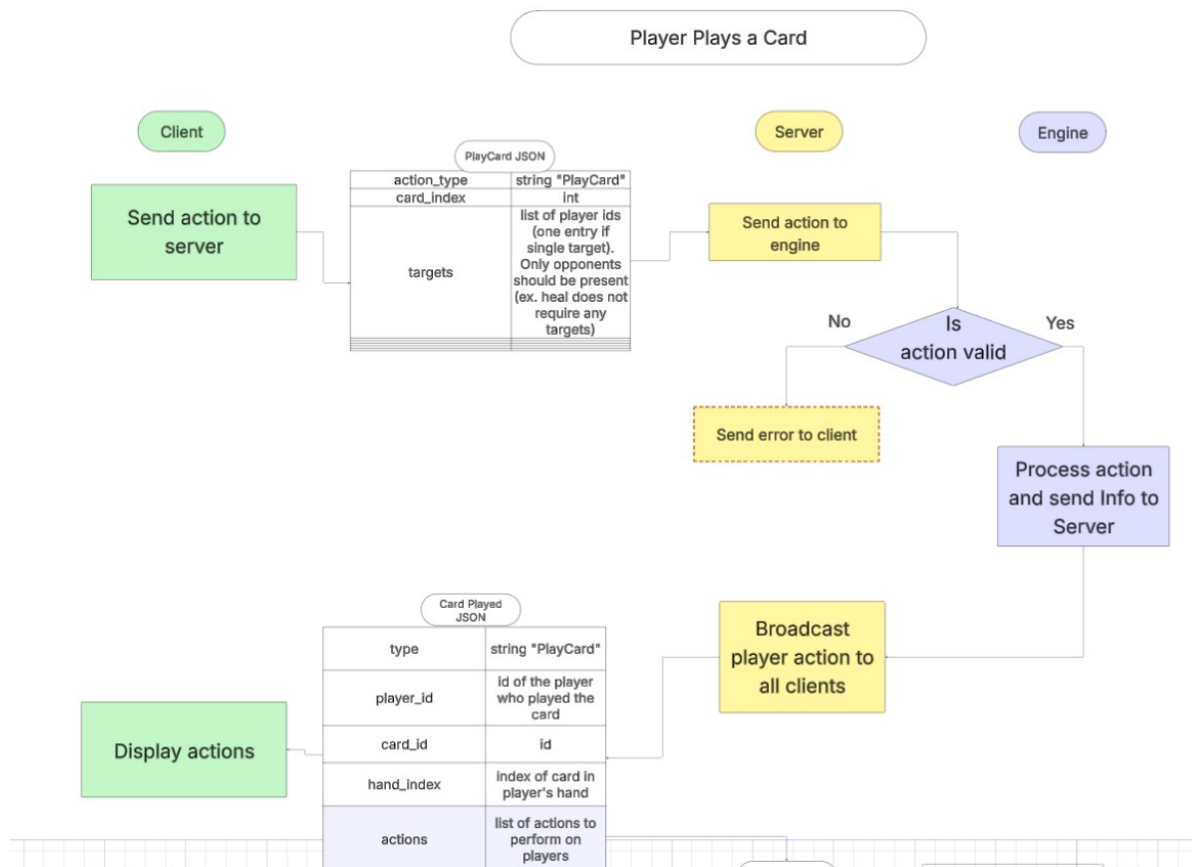 Player Plays a Card
Client
Server
Engine
PlayCard JSON
action_type
string "PlayCard"
card_index
int
targets
list of player ids
(one entry if
single target).
Only opponents
should be present
(ex. heal does not
require any
targets)
Send action to
server
Send action to
engine
Is
action valid
No
Yes
Send error to client
Process action
and send Info to
Server
Broadcast
player action to
all clients
Card Played
JSON
type
string "PlayCard"
player_id
id of the player
who played the
card
card_id
id
hand_index
index of card in
player's hand
actions
list of actions to
perform on
players
Display actions